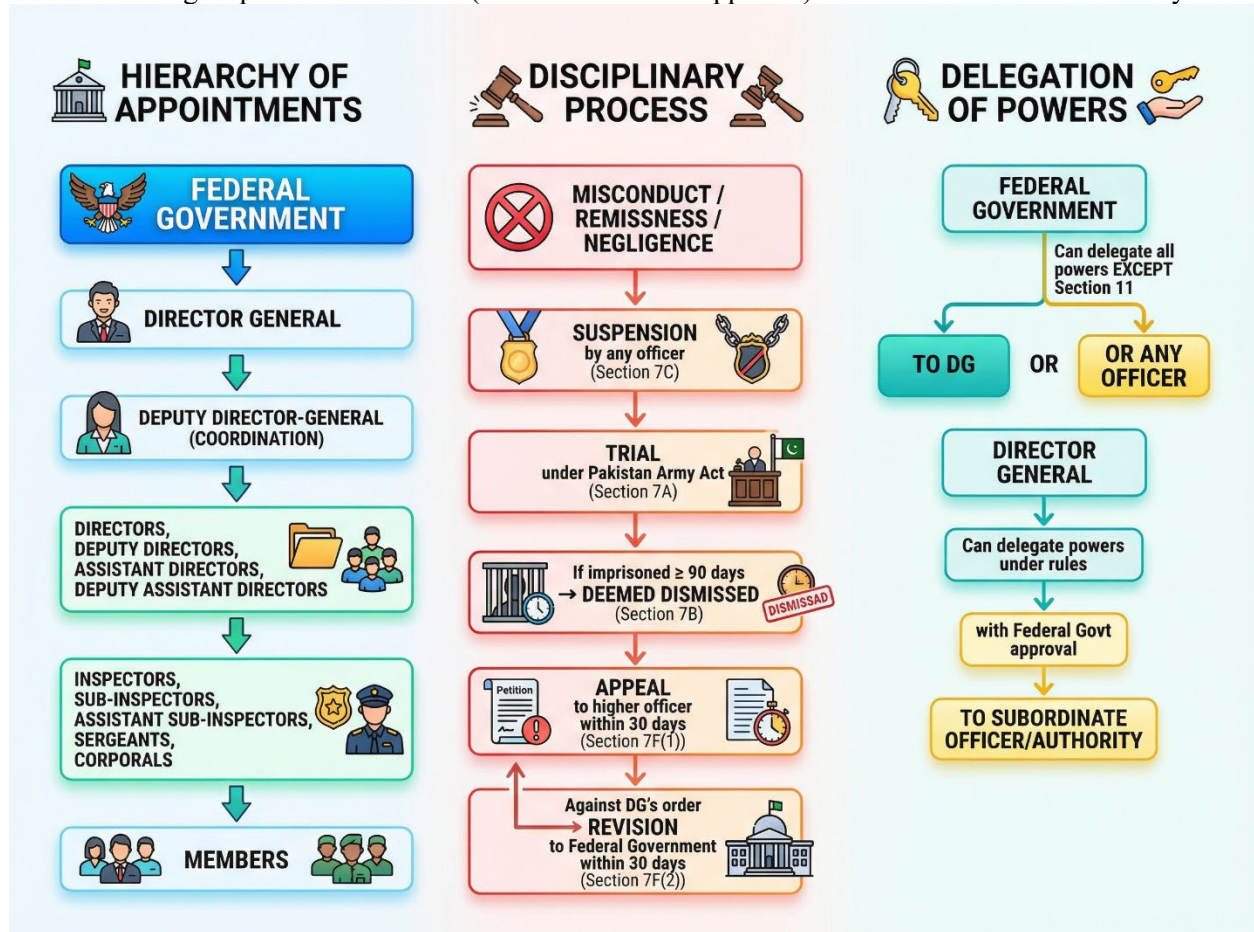 HIERARCHY OF
APPOINTMENTS
FEDERAL
GOVERNMENT
DIRECTOR GENERAL
DEPUTY DIRECTOR-GENERAL
(COORDINATION)
DIRECTORS,
DEPUTY DIRECTORS,
ASSISTANT DIRECTORS,
DEPUTY ASSISTANT DIRECTORS
INSPECTORS,
SUB-INSPECTORS,
ASSISTANT SUB-INSPECTORS,
SERGEANTS,
CORPORALS
MEMBERS
DISCIPLINARY
PROCESS
MISCONDUCT /
REMISSNESS /
NEGLIGENCE
SUSPENSION
by any officer
(Section 7C)
TRIAL
under Pakistan Army Act
(Section 7A)
If imprisoned ≥ 90 days
→ DEEMED DISMISSED
(Section 7B)
DISMISSAD
Petition
APPEAL
to higher officer
within 30 days
(Section 7F(1))
Against DG's order
REVISION
to Federal Government
within 30 days
(Section 7F(2))
DELEGATION
OF POWERS
FEDERAL
GOVERNMENT
Can delegate all
powers EXCEPT
Section 11
TO DG
OR
OR ANY
OFFICER
DIRECTOR
GENERAL
Can delegate powers
under rules
with Federal Govt
approval
TO SUBORDINATE
OFFICER/AUTHORITY